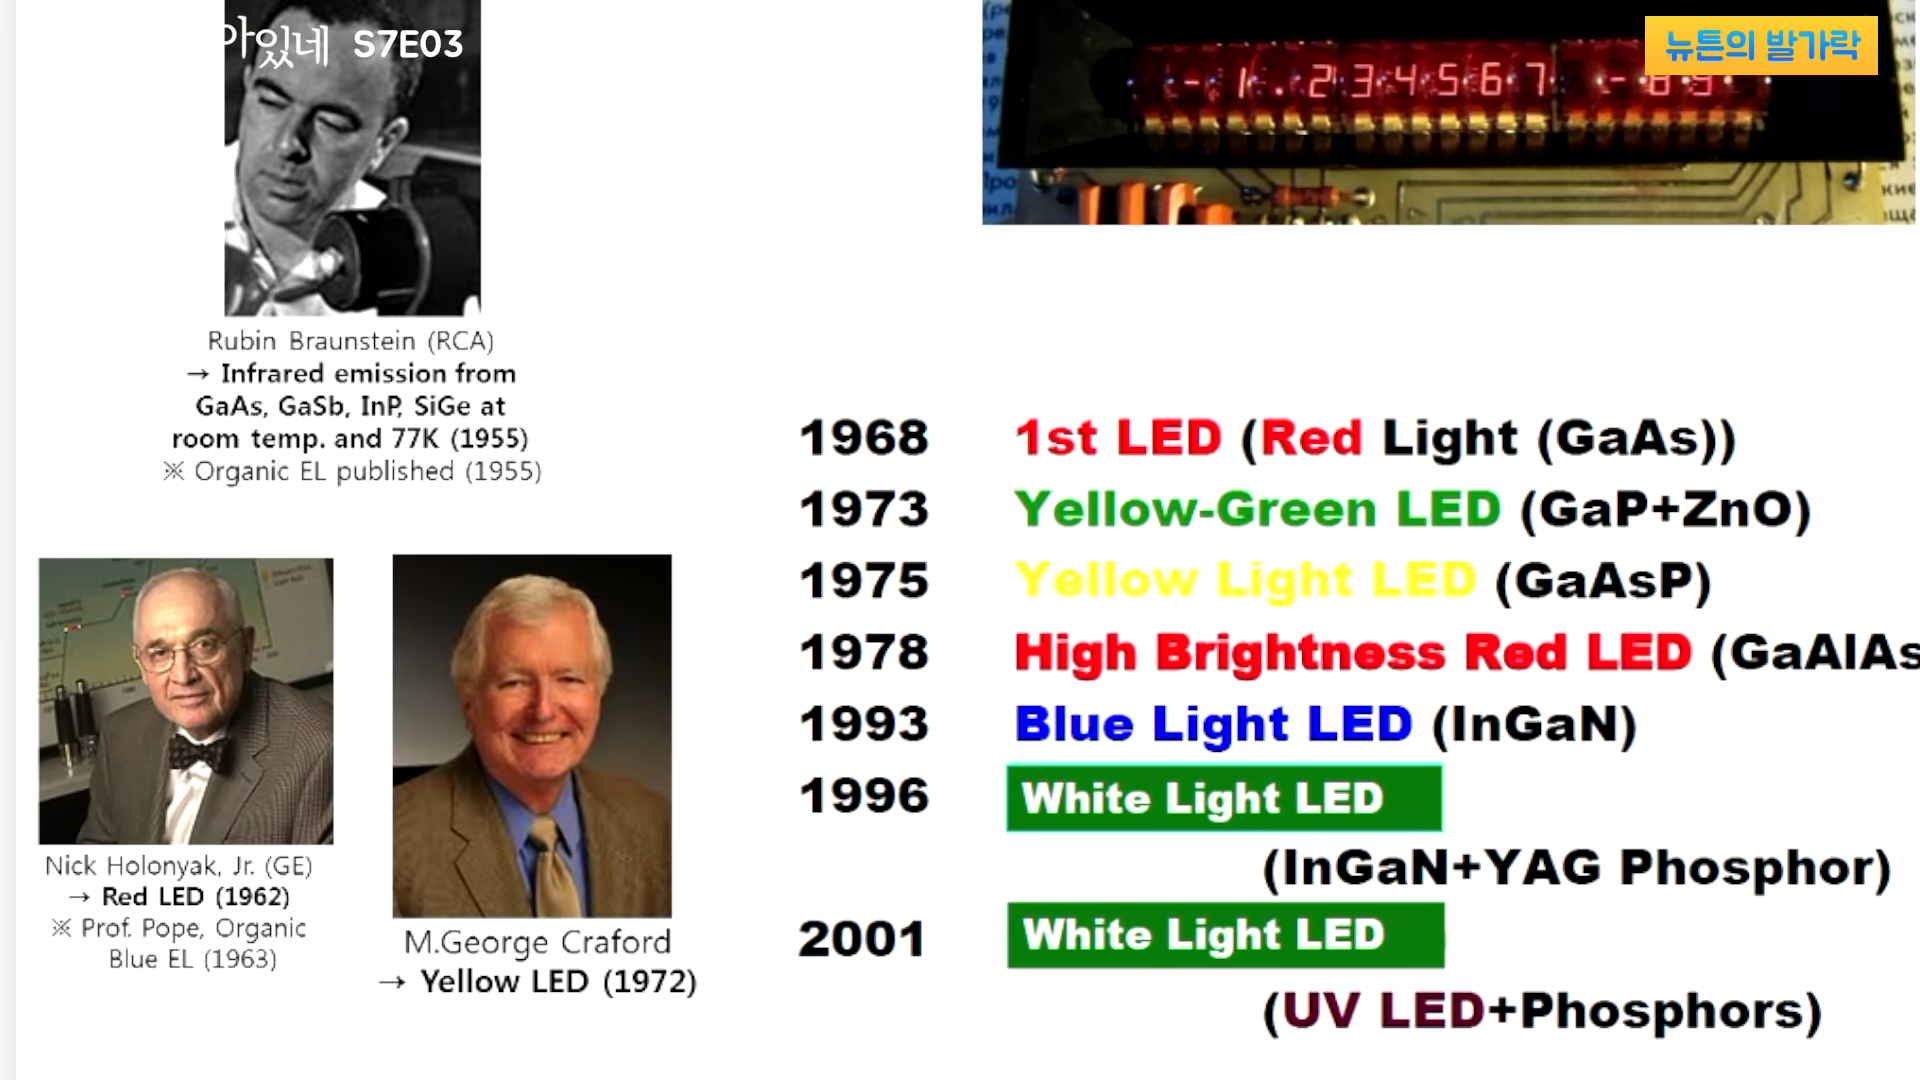 아있네 S7E03
뉴튼의 발가락
- 1.234567 - 89
Rubin Braunstein (RCA)
→ Infrared emission from
GaAs, GaSb, InP, SiGe at
room temp. and 77K (1955)
※ Organic EL published (1955)
Nick Holonyak, Jr. (GE)
→ Red LED (1962)
※ Prof. Pope, Organic
Blue EL (1963)
M.George Craford
→ Yellow LED (1972)
1968 1st LED (Red Light (GaAs))
1973 Yellow-Green LED (GaP+ZnO)
1975 Yellow Light LED (GaAsP)
1978 High Brightness Red LED (GaAlAs
1993 Blue Light LED (InGaN)
1996 White Light LED
(InGaN+YAG Phosphor)
2001 White Light LED
(UV LED+Phosphors)